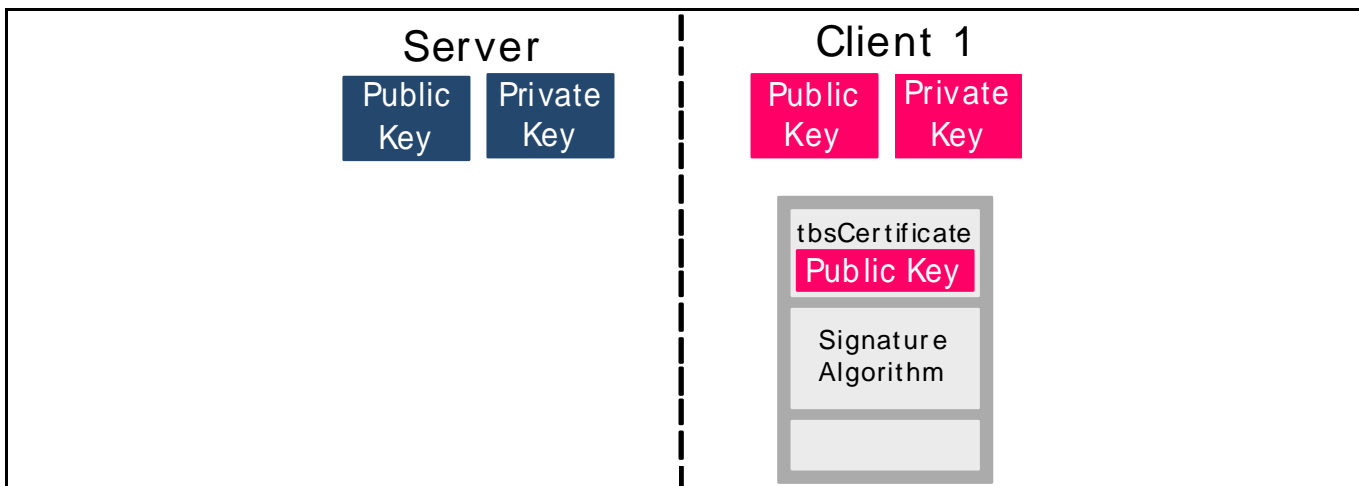 Server
Public
Key
Private
Key
Client 1
Public
Key
Private
Key
tbsCertificate
Public Key
Signature
Algorithm